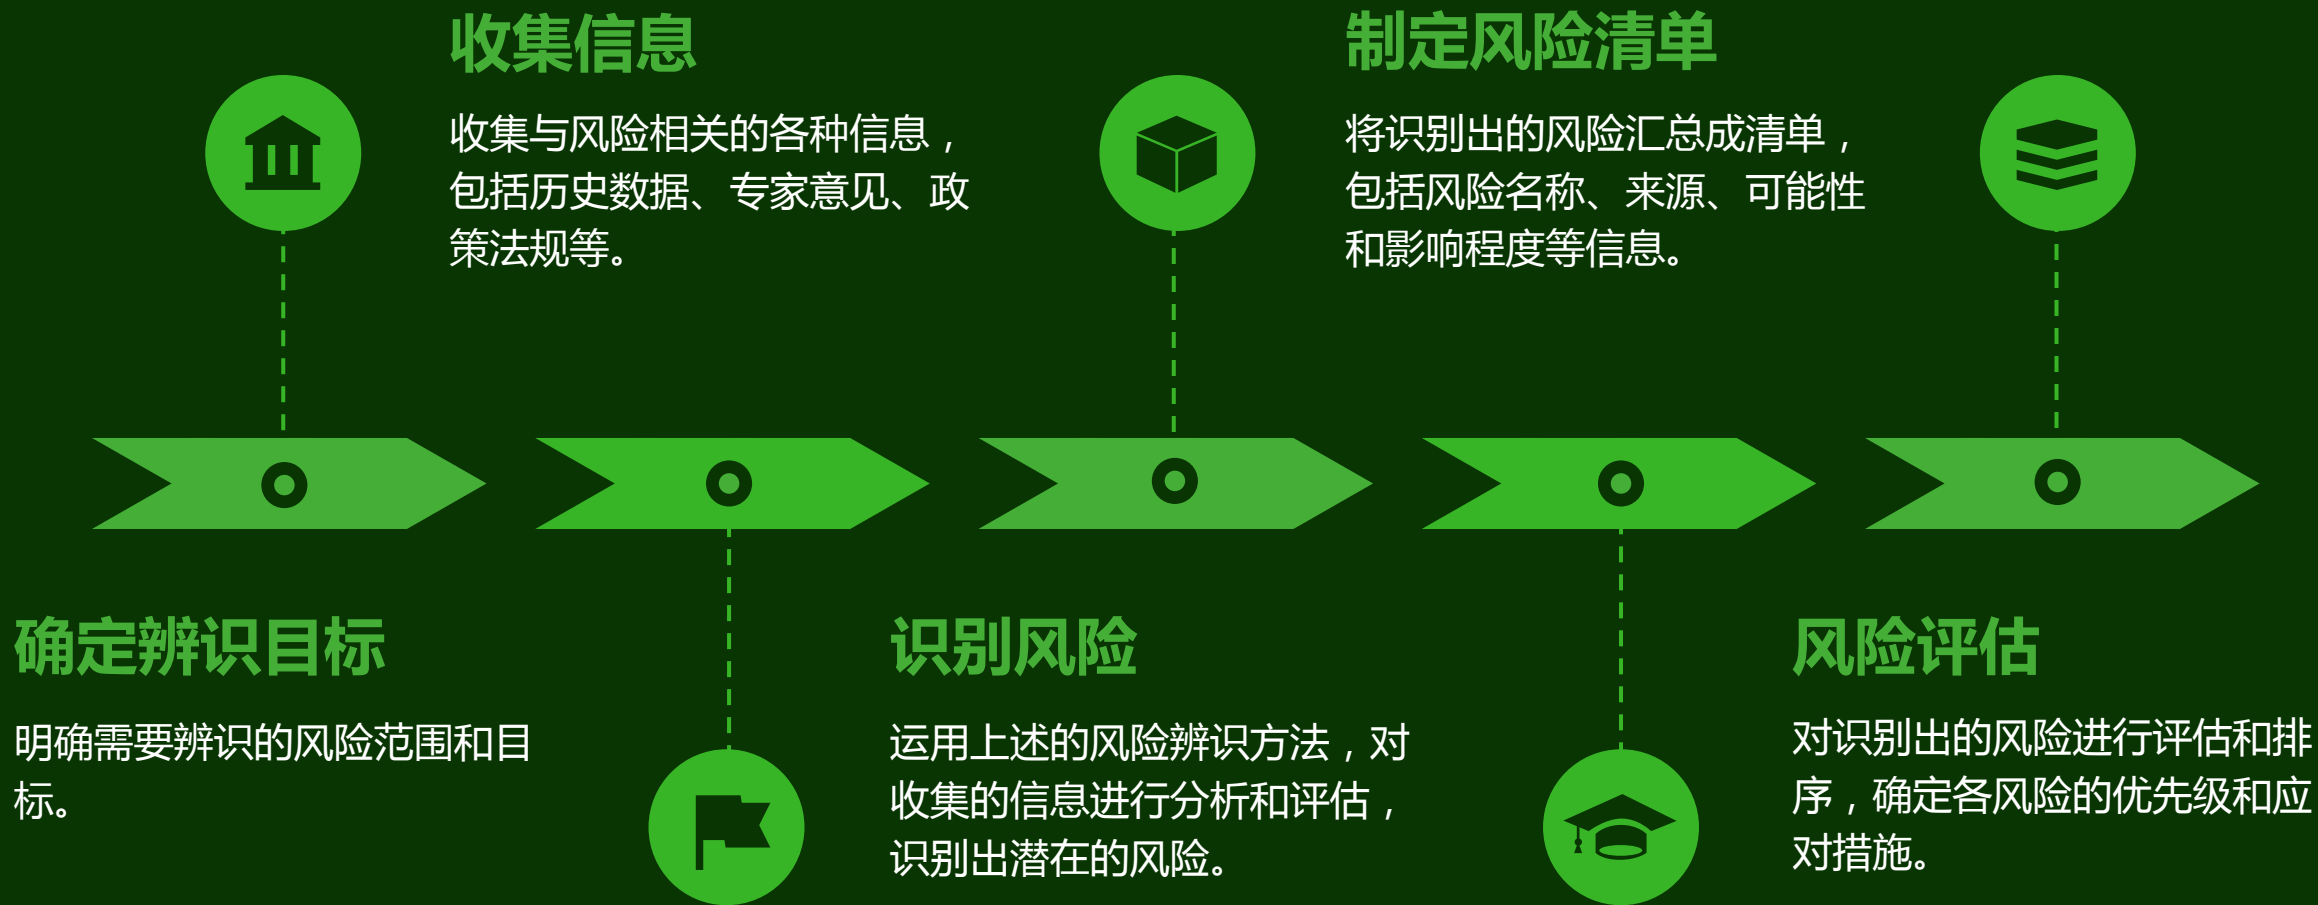 收集信息
收集与风险相关的各种信息，
包括历史数据、专家意见、政
策法规等。
制定风险清单
将识别出的风险汇总成清单，
包括风险名称、来源、可能性
和影响程度等信息。
确定辨识目标
明确需要辨识的风险范围和目
标。
识别风险
运用上述的风险辨识方法，对
收集的信息进行分析和评估，
识别出潜在的风险。
风险评估
对识别出的风险进行评估和排
序，确定各风险的优先级和应
对措施。